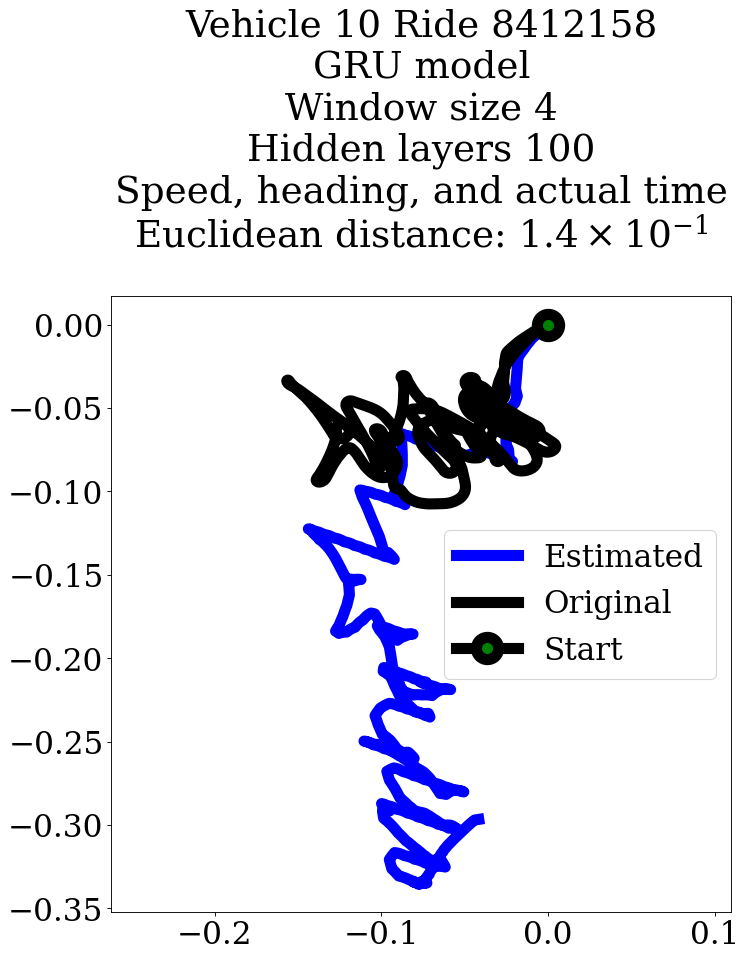 Vehicle 10 Ride 8412158
GRU model
Window size 4
Hidden layers 100
Speed, heading, and actual time
Euclidean distance: 1.4 × 10⁻¹
0.00
−0.05
−0.10
−0.15
−0.20
−0.25
−0.30
−0.35
Estimated
Original
Start
−0.2 −0.1 0.0 0.1